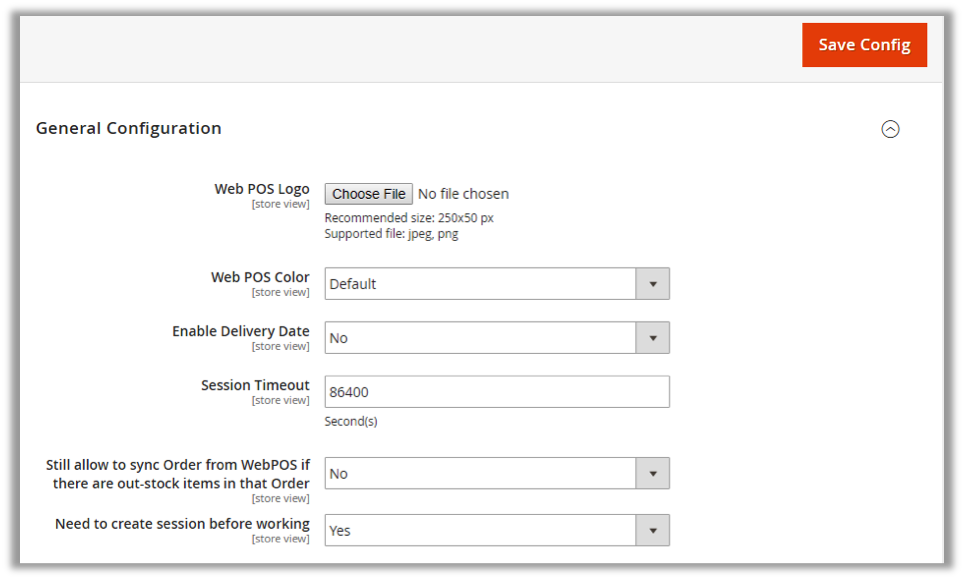 Save Config
General Configuration
Web POS Logo
[store view]
Choose File No file chosen
Recommended size: 250x50 px
Supported file: jpeg, png
Web POS Color
[store view]
Default
Enable Delivery Date
[store view]
No
Session Timeout
[store view]
86400
Second(s)
Still allow to sync Order from WebPOS if
there are out-stock items in that Order
[store view]
No
Need to create session before working
[store view]
Yes